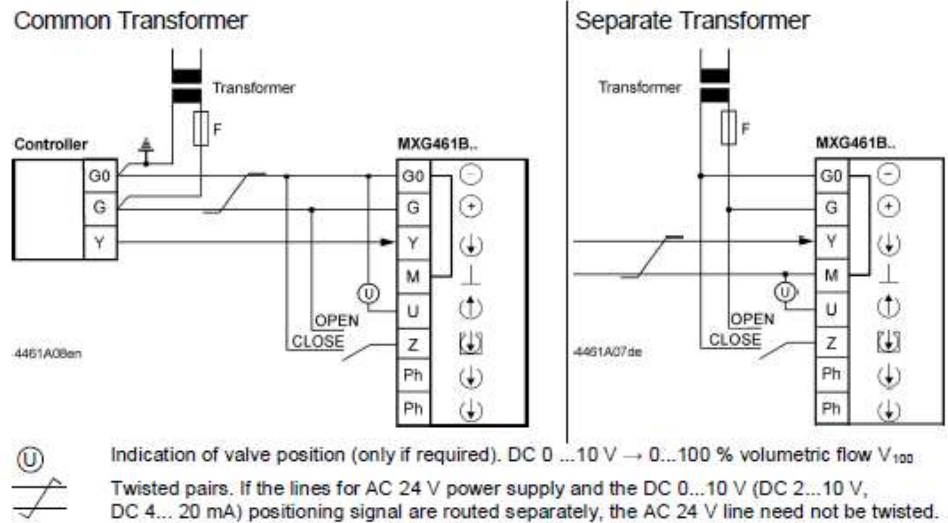 Common Transformer
Transformer
F
Controller
MXG461B..
G0
G
Y
G0
G
Y
M
U
Z
Ph
Ph
U
OPEN
CLOSE
4461A08en
Separate Transformer
Transformer
F
MXG461B..
G0
G
Y
M
U
Z
Ph
Ph
U
OPEN
CLOSE
4461A07de
U Indication of valve position (only if required). DC 0 ...10 V → 0...100 % volumetric flow V₁₀₀
Twisted pairs. If the lines for AC 24 V power supply and the DC 0...10 V (DC 2...10 V,
DC 4... 20 mA) positioning signal are routed separately, the AC 24 V line need not be twisted.